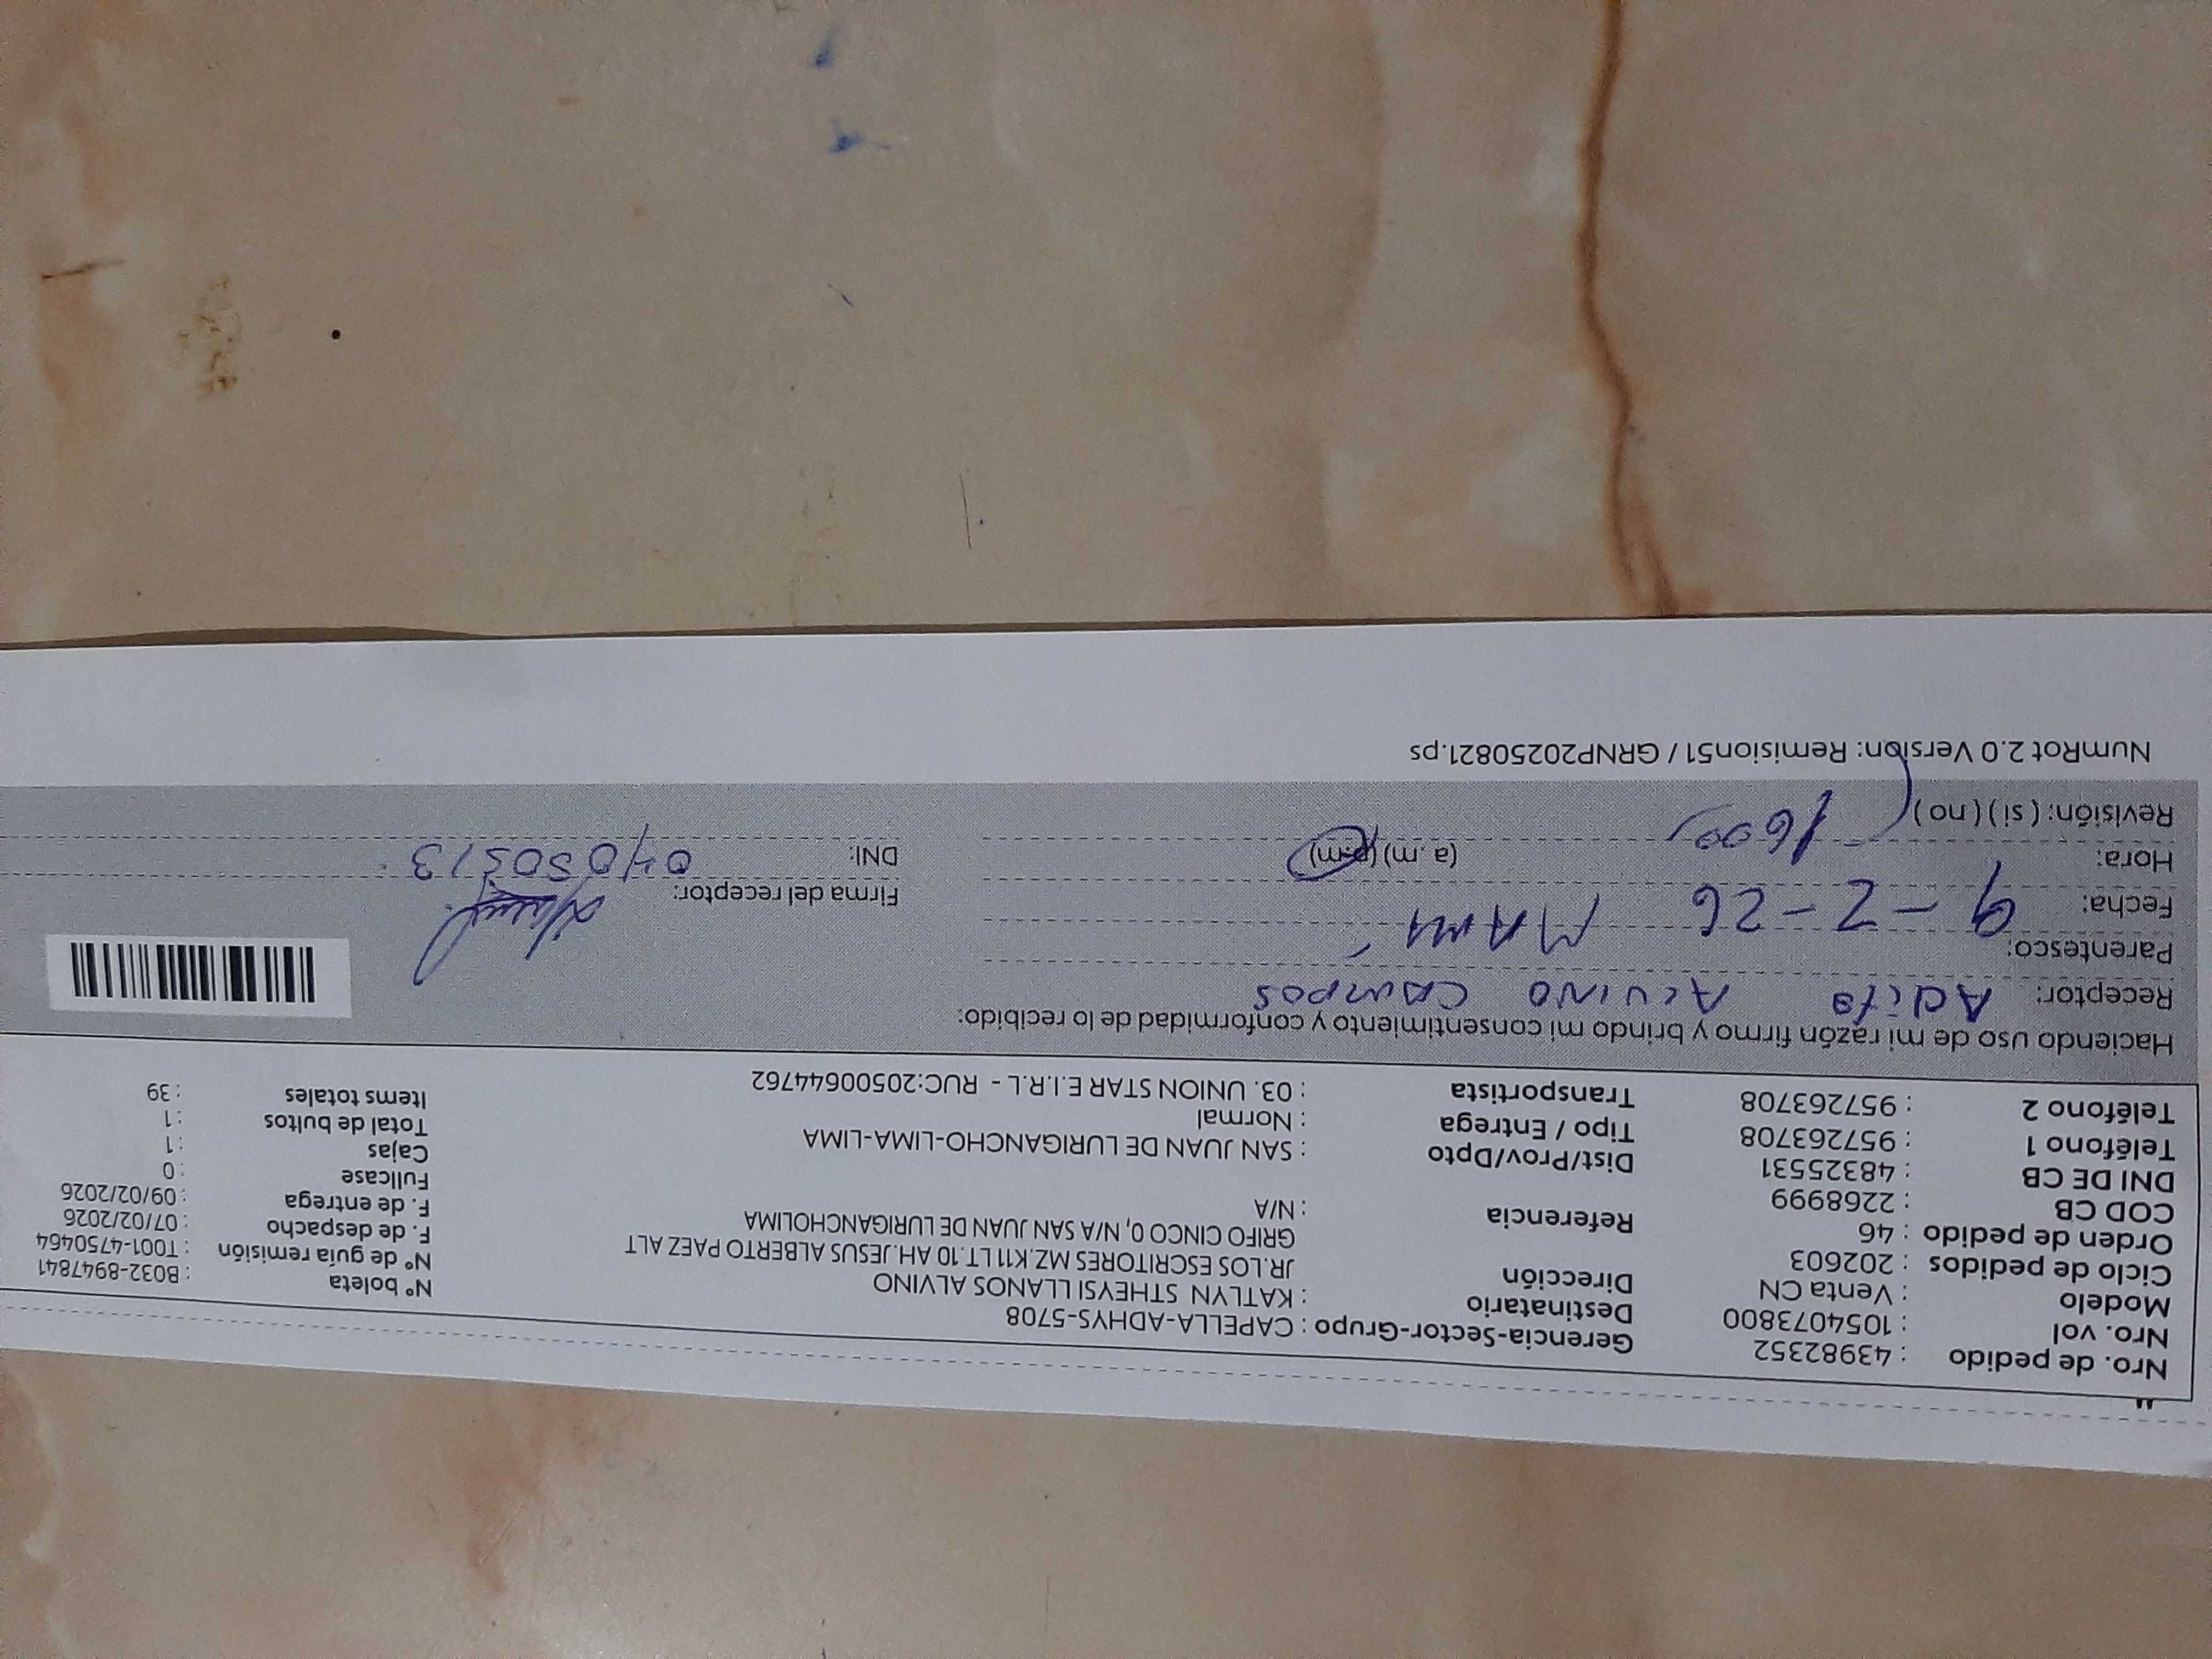 Nro. de pedido : 43982352 Gerencia-Sector-Grupo : CAPELLA-ADHYS-5708 N° boleta : B032-8947841
Nro. vol : 1054073800 Destinatario : KATLYN STHEYSI LLANOS ALVINO N° de guía remisión : T001-4750464
Modelo : Venta CN Dirección JR.LOS ESCRITORES MZ.K11 LT.10 AH.JESUS ALBERTO PAEZ ALT F. de despacho : 07/02/2026
Ciclo de pedidos : 202603 GRIFO CINCO 0, N/A SAN JUAN DE LURIGANCHOLIMA F. de entrega : 09/02/2026
Orden de pedido : 46 Referencia : N/A Fullcase : 0
COD CB : 2268999 Dist/Prov/Dpto : SAN JUAN DE LURIGANCHO-LIMA-LIMA Cajas : 1
DNI DE CB : 48325531 Tipo / Entrega : Normal Total de bultos : 1
Teléfono 1 : 957263708 Transportista : 03. UNION STAR E.I.R.L - RUC:20500644762 Items totales : 39
Teléfono 2 : 957263708
Haciendo uso de mi razón firmo y brindo mi consentimiento y conformidad de lo recibido:
Receptor: Acife Alvino Campos
Parentesco: MAMÁ Firma del receptor:
Fecha: 9-2-26
Hora: 1600 (a.m) (p.m) DNI: 04050513
Revisión: ( si ) ( no )
NumRot 2.0 Version: Remision51 / GRNP20250821.ps